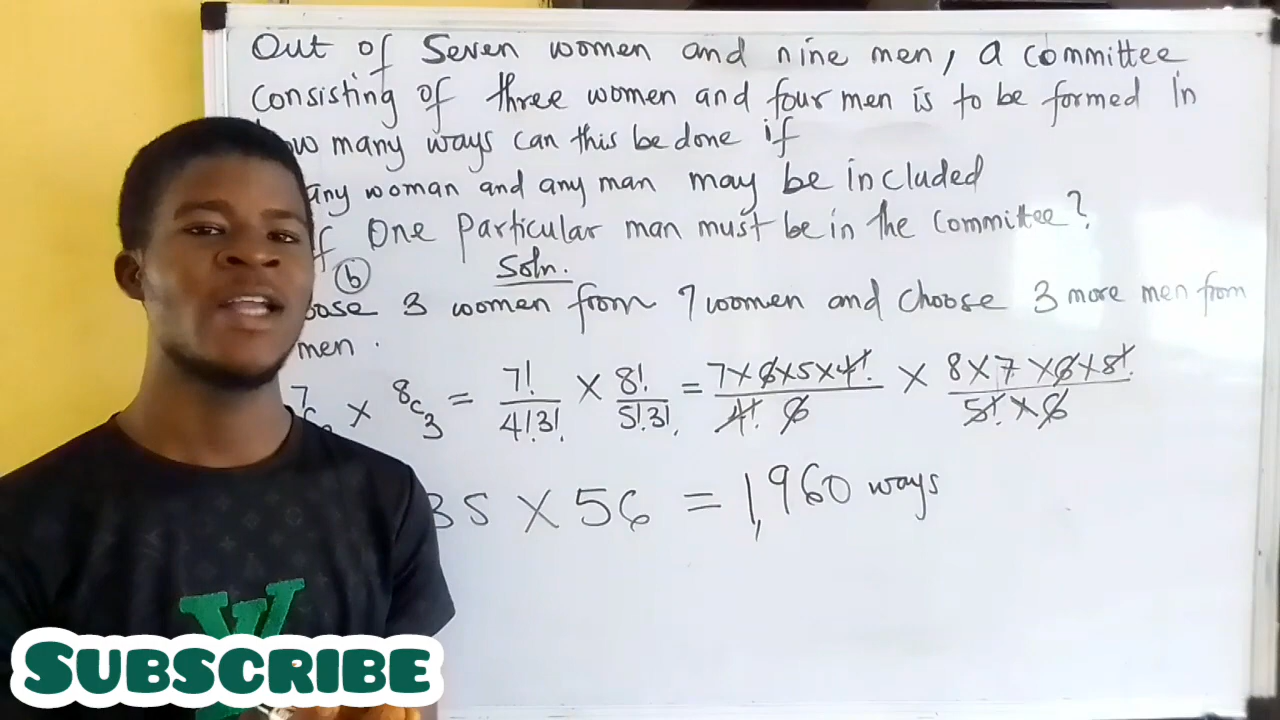 Out of Seven women and nine men, a committee
consisting of three women and four men is to be formed In
how many ways can this be done if
any woman and any man may be included
if One particular man must be in the committee?
(b) Soln.
3 women from 7 women and choose 3 more men from
men.
7 × 8C3 = 7!/4!3! × 8!/5!3! = 7×6×5×4!/4! 6 × 8×7×6×5!/5!×6
35 × 56 = 1,960 ways
SUBSCRIBE